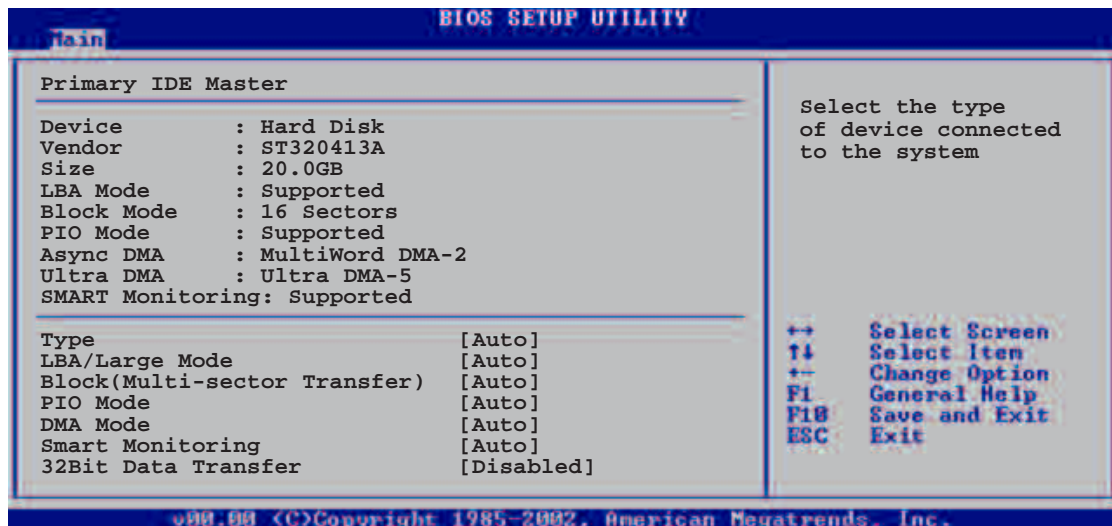 BIOS SETUP UTILITY
Main
Primary IDE Master
Device : Hard Disk
Vendor : ST320413A
Size : 20.0GB
LBA Mode : Supported
Block Mode : 16 Sectors
PIO Mode : Supported
Async DMA : MultiWord DMA-2
Ultra DMA : Ultra DMA-5
SMART Monitoring: Supported
Type [Auto]
LBA/Large Mode [Auto]
Block(Multi-sector Transfer) [Auto]
PIO Mode [Auto]
DMA Mode [Auto]
Smart Monitoring [Auto]
32Bit Data Transfer [Disabled]
Select the type
of device connected
to the system
←→ Select Screen
↑↓ Select Item
+- Change Option
F1 General Help
F10 Save and Exit
ESC Exit
v00.00 (C)Copyright 1985-2002, American Megatrends, Inc.